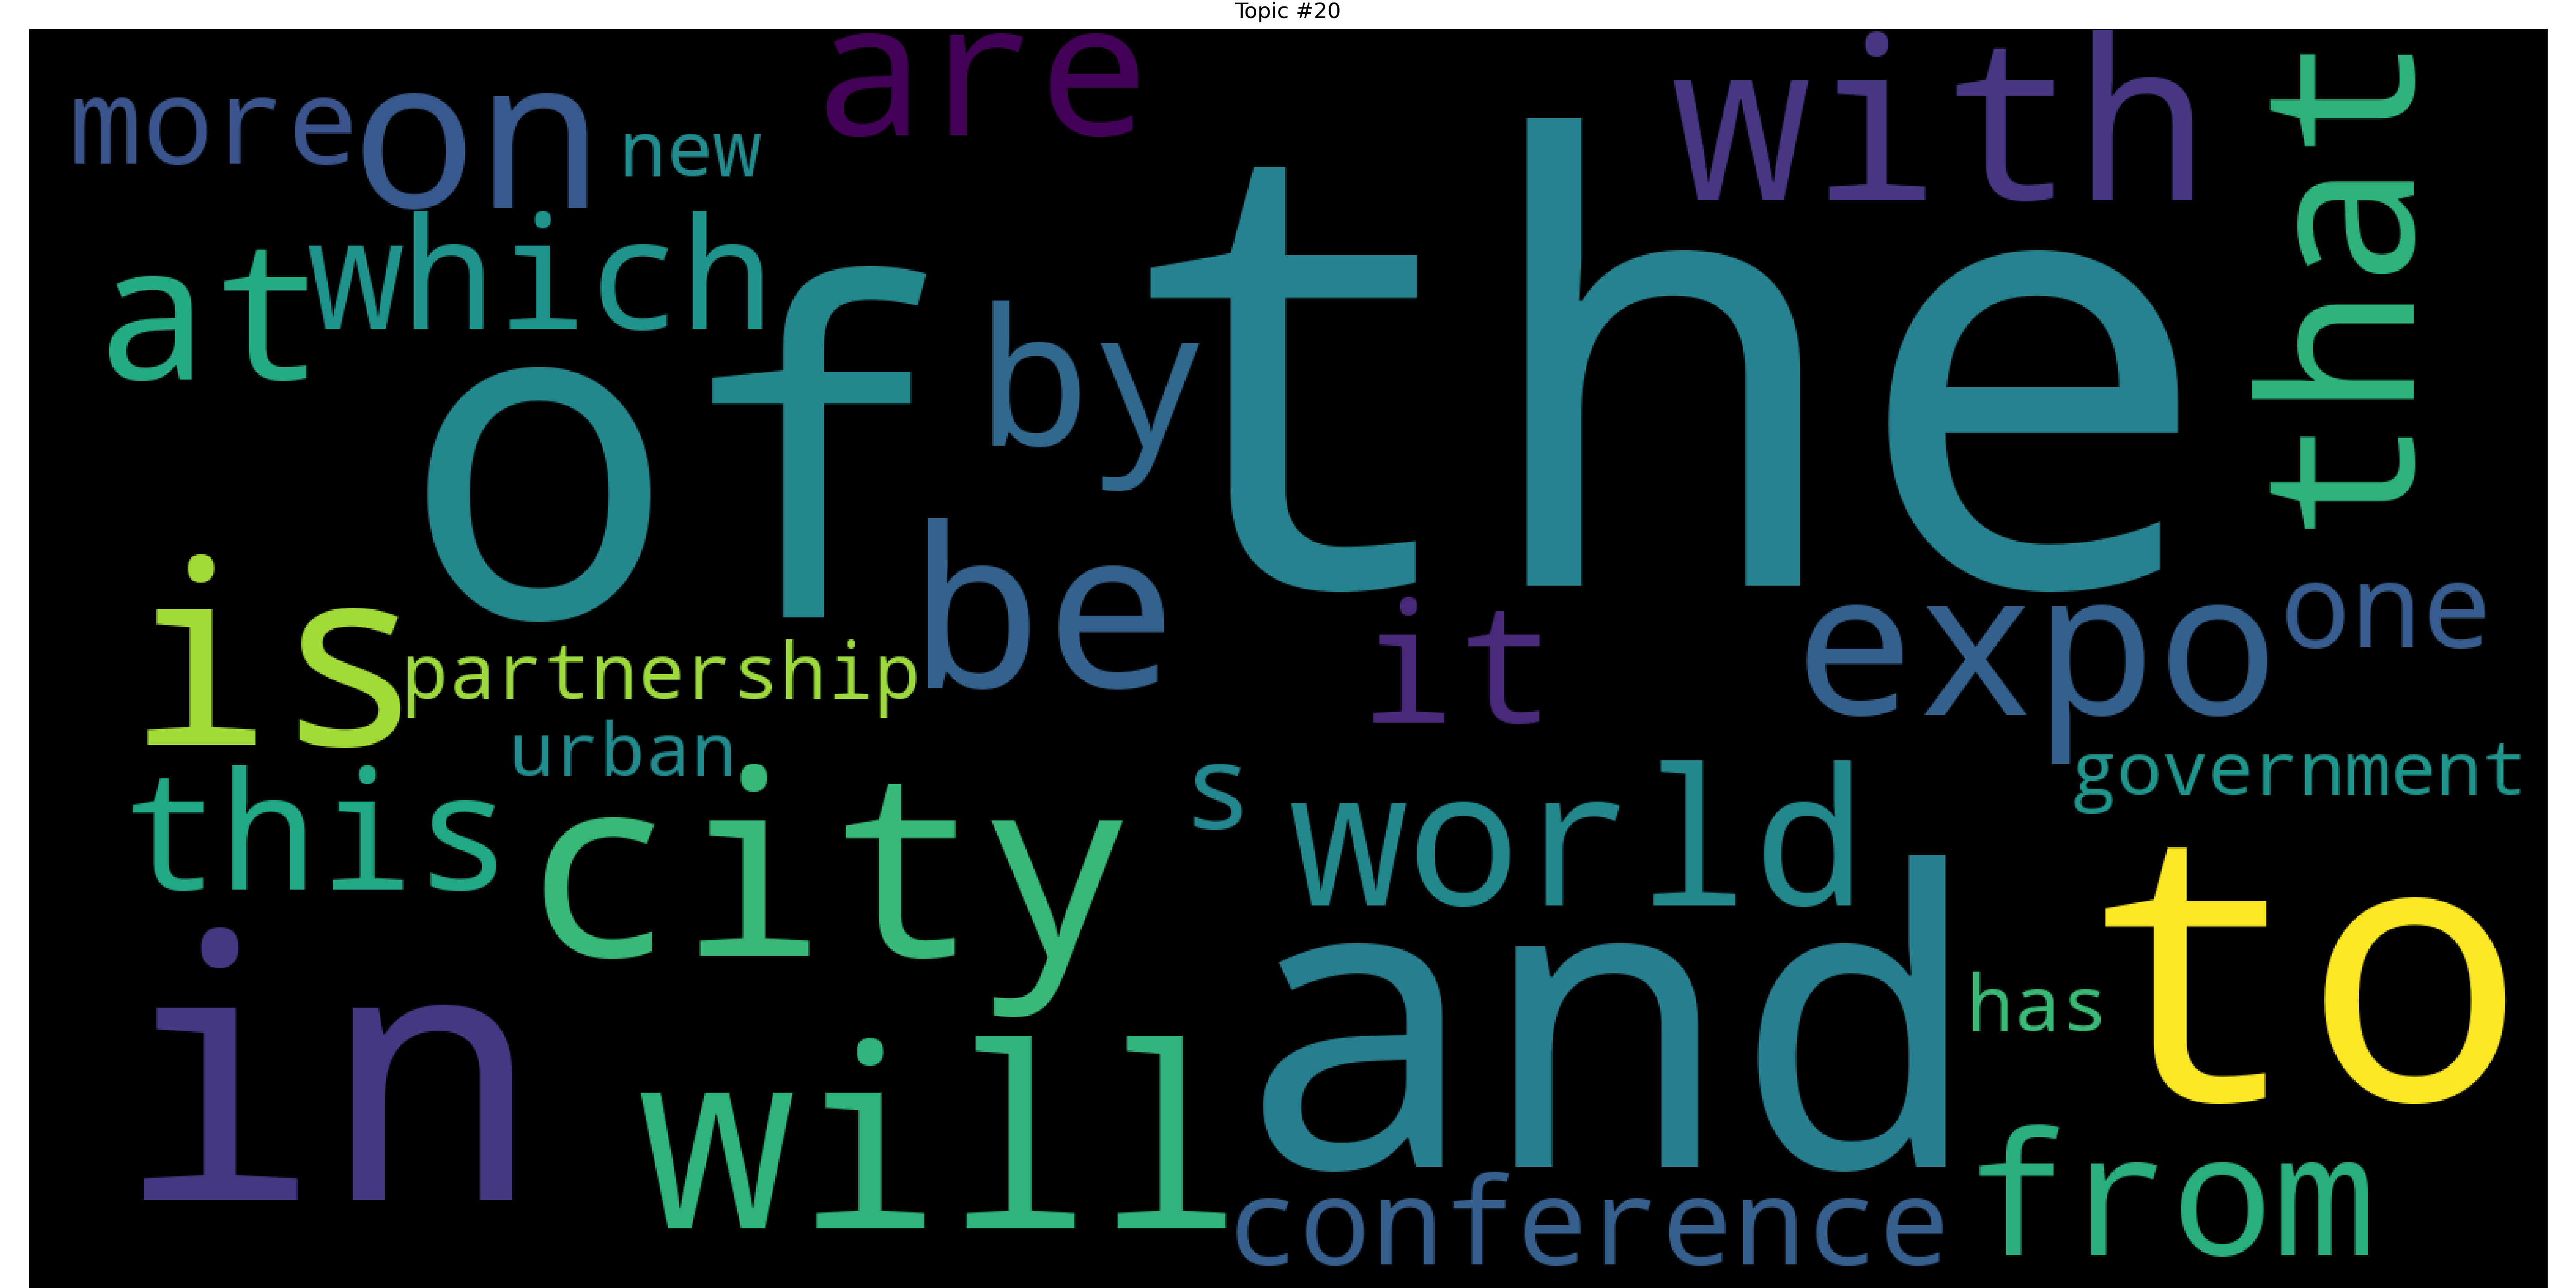 Topic #20
are
with
that
more
on
new
the
which
at
of
by
be
is
it
expo
one
partnership
urban
government
this
city
s
world
to
and
in
has
will
from
conference